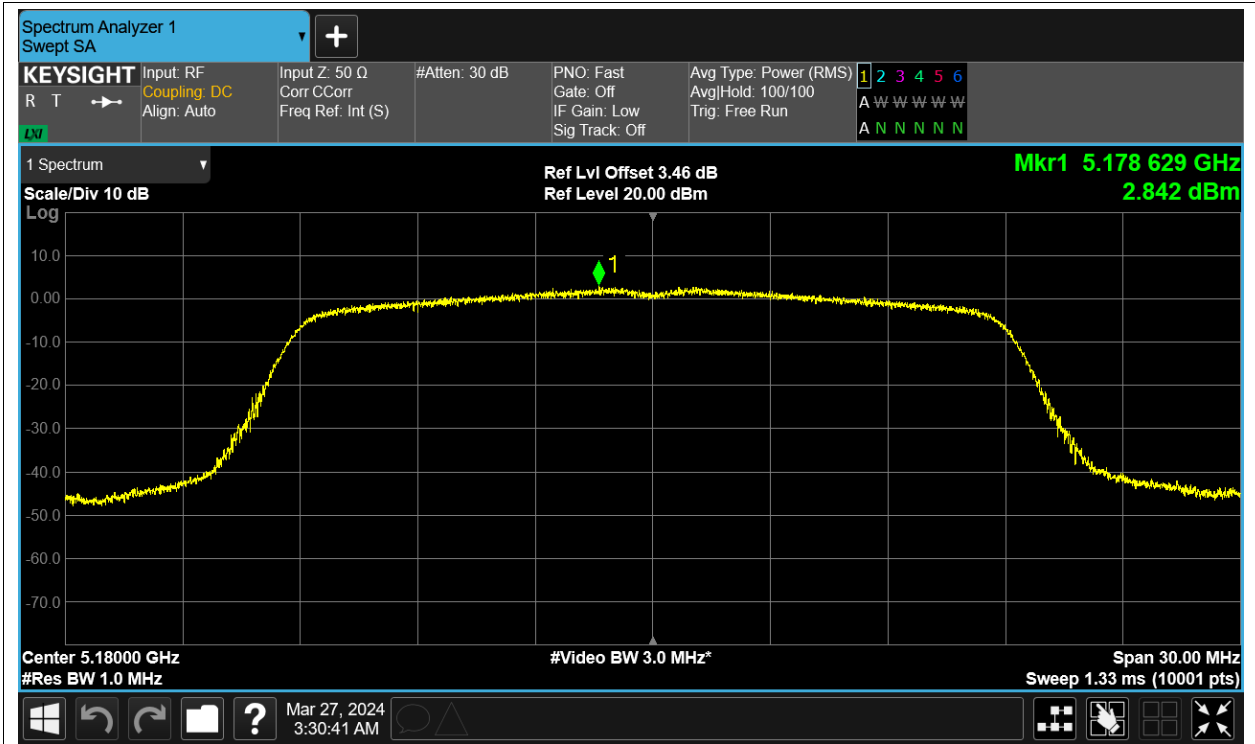 Spectrum Analyzer 1
Swept SA
KEYSIGHT
R T
LXI
Input: RF
Coupling: DC
Align: Auto
Input Z: 50 Ω
Corr CCorr
Freq Ref: Int (S)
#Atten: 30 dB
PNO: Fast
Gate: Off
IF Gain: Low
Sig Track: Off
Avg Type: Power (RMS)
Avg|Hold: 100/100
Trig: Free Run
1 2 3 4 5 6
A W W W W W
A N N N N N
1 Spectrum
Scale/Div 10 dB
Log
Ref Lvl Offset 3.46 dB
Ref Level 20.00 dBm
Mkr1 5.178 629 GHz
2.842 dBm
1
10.0
0.00
-10.0
-20.0
-30.0
-40.0
-50.0
-60.0
-70.0
Center 5.18000 GHz
#Res BW 1.0 MHz
#Video BW 3.0 MHz*
Span 30.00 MHz
Sweep 1.33 ms (10001 pts)
?
Mar 27, 2024
3:30:41 AM